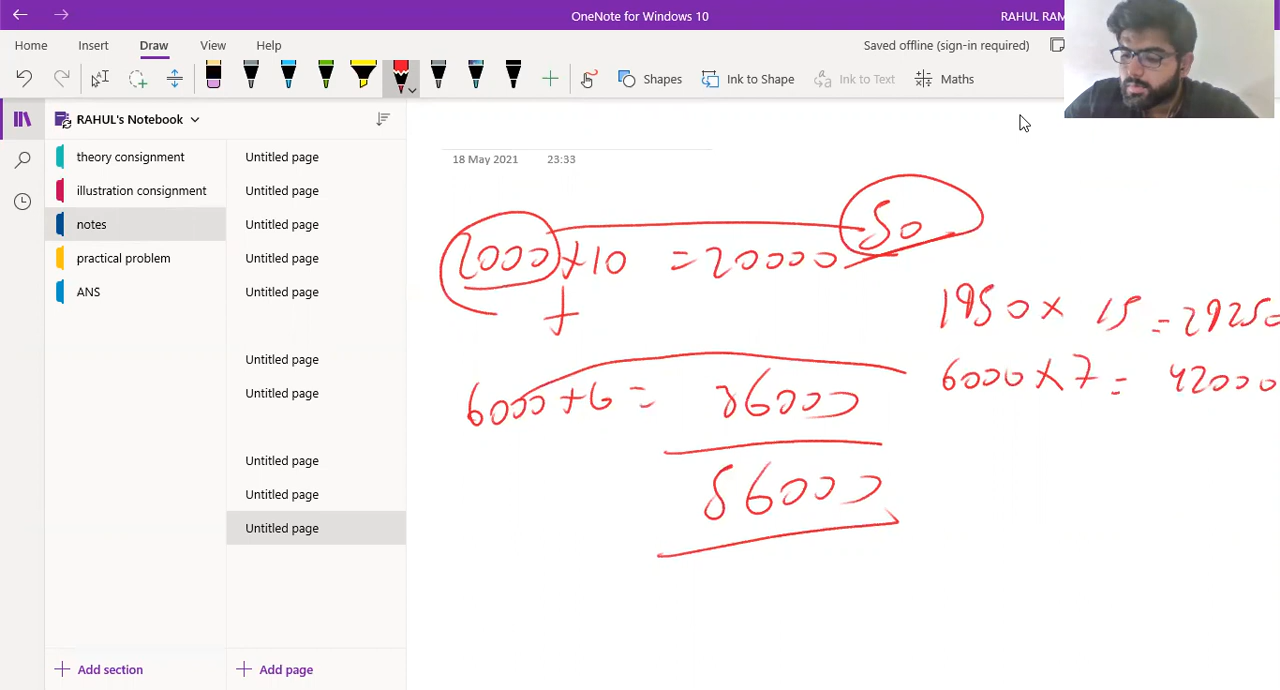 OneNote for Windows 10
RAHUL RAM
Home Insert Draw View Help
Saved offline (sign-in required)
Shapes Ink to Shape Ink to Text Maths
RAHUL's Notebook
theory consignment
illustration consignment
notes
practical problem
ANS
Untitled page
Untitled page
Untitled page
Untitled page
Untitled page
Untitled page
Untitled page
Untitled page
Untitled page
Untitled page
Add section
Add page
18 May 2021 23:33
50
2000 × 10 = 20000
+
6000 × 6 = 36000
56000
1950 × 15 = 29250
6000 × 7 = 42000